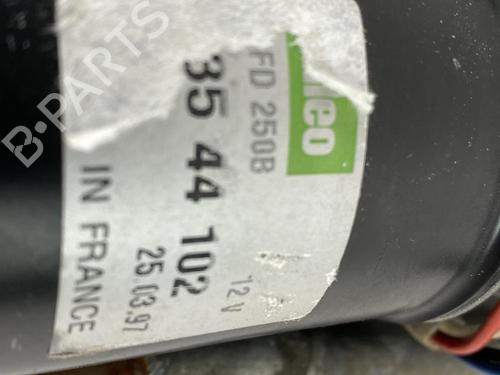 leo
FD 250B
35 44 102
12V
25.03.97
IN FRANCE
B-PARTS